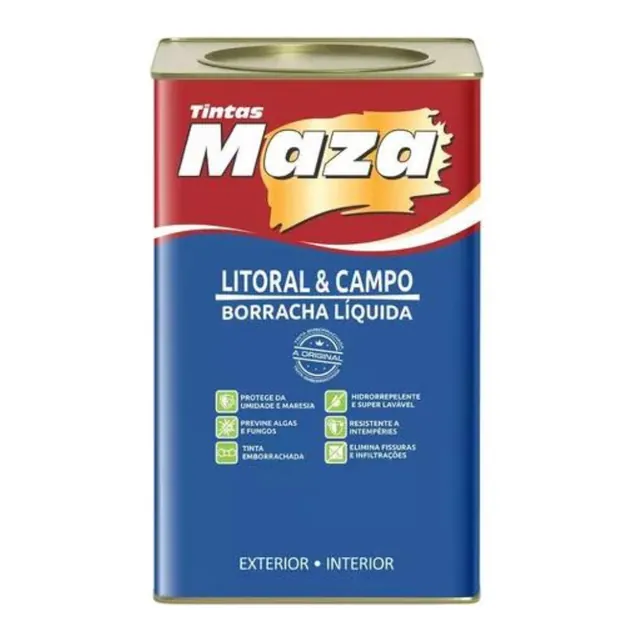 Tintas
Maza
LITORAL & CAMPO
BORRACHA LÍQUIDA
A ORIGINAL
PROTEGE DA
UMIDADE E MARESIA
PREVINE ALGAS
E FUNGOS
TINTA
EMBORRACHADA
HIDRORREPELENTE
E SUPER LAVÁVEL
RESISTENTE A
INTEMPÉRIES
ELIMINA FISSURAS
E INFILTRAÇÕES
EXTERIOR • INTERIOR